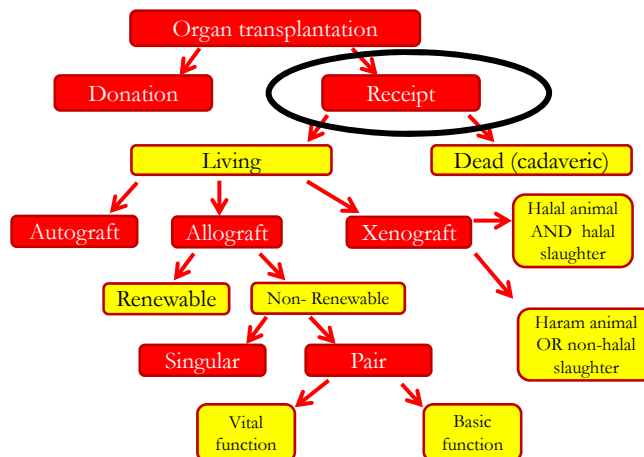 Organ transplantation
Donation
Receipt
Living
Dead (cadaveric)
Autograft
Allograft
Xenograft
Halal animal
AND halal
slaughter
Renewable
Non- Renewable
Haram animal
OR non-halal
slaughter
Singular
Pair
Vital
function
Basic
function